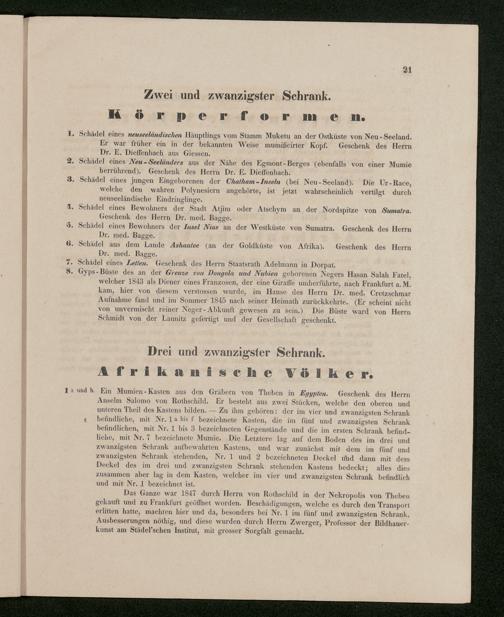 21
Zwei und zwanzigster Schrank.
Körperformen.
1. Schädel eines neuseeländischen Häuptlings vom Stamm Muketu an der Ostküste von Neu-Seeland.
Er war früher ein in der bekannten Weise mumificirter Kopf. Geschenk des Herrn
Dr. E. Dieffenbach aus Giessen.
2. Schädel eines Neu-Seeländers aus der Nähe des Egmont-Berges (ebenfalls von einer Mumie
herrührend). Geschenk des Herrn Dr. E. Dieffenbach.
3. Schädel eines jungen Eingeborenen der Chatham-Inseln (bei Neu-Seeland). Die Ur-Race,
welche den wahren Polynesiern angehörte, ist jetzt wahrscheinlich vertilgt durch
neuseeländische Eindringlinge.
4. Schädel eines Bewohners der Stadt Atjim oder Atschym an der Nordspitze von Sumatra.
Geschenk des Herrn Dr. med. Bagge.
5. Schädel eines Bewohners der Insel Nias an der Westküste von Sumatra. Geschenk des Herrn
Dr. med. Bagge.
6. Schädel aus dem Lande Ashantee (an der Goldküste von Afrika). Geschenk des Herrn
Dr. med. Bagge.
7. Schädel eines Letten. Geschenk des Herrn Staatsrath Adelmann in Dorpat.
8. Gyps-Büste des an der Grenze von Dongola und Nubien geborenen Negers Hasan Salah Fatel,
welcher 1843 als Diener eines Franzosen, der eine Giraffe umherführte, nach Frankfurt a. M.
kam, hier von diesem verstossen wurde, im Hause des Herrn Dr. med. Cretzschmar
Aufnahme fand und im Sommer 1845 nach seiner Heimath zurückkehrte. (Er scheint nicht
von unvermischt reiner Neger-Abkunft gewesen zu sein.) Die Büste ward von Herrn
Schmidt von der Launitz gefertigt und der Gesellschaft geschenkt.
Drei und zwanzigster Schrank.
Afrikanische Völker.
1 a und b. Ein Mumien-Kasten aus den Gräbern von Theben in Egypten. Geschenk des Herrn
Anselm Salomo von Rothschild. Er besteht aus zwei Stücken, welche den oberen und
unteren Theil des Kastens bilden. — Zu ihm gehören: der im vier und zwanzigsten Schrank
befindliche, mit Nr. 1 a bis f bezeichnete Kasten, die im fünf und zwanzigsten Schrank
befindlichen, mit Nr. 1 bis 3 bezeichneten Gegenstände und die im ersten Schrank befind-
liche, mit Nr. 7 bezeichnete Mumie. Die Letztere lag auf dem Boden des im drei und
zwanzigsten Schrank aufbewahrten Kastens, und war zunächst mit dem im fünf und
zwanzigsten Schrank stehenden, Nr. 1 und 2 bezeichneten Deckel und dann mit dem
Deckel des im drei und zwanzigsten Schrank stehenden Kastens bedeckt; alles dies
zusammen aber lag in dem Kasten, welcher im vier und zwanzigsten Schrank befindlich
und mit Nr. 1 bezeichnet ist.
Das Ganze war 1847 durch Herrn von Rothschild in der Nekropolis von Theben
gekauft und zu Frankfurt geöffnet worden. Beschädigungen, welche es durch den Transport
erlitten hatte, machten hier und da, besonders bei Nr. 1 im fünf und zwanzigsten Schrank,
Ausbesserungen nöthig, und diese wurden durch Herrn Zwerger, Professor der Bildhauer-
kunst am Städel'schen Institut, mit grosser Sorgfalt gemacht.